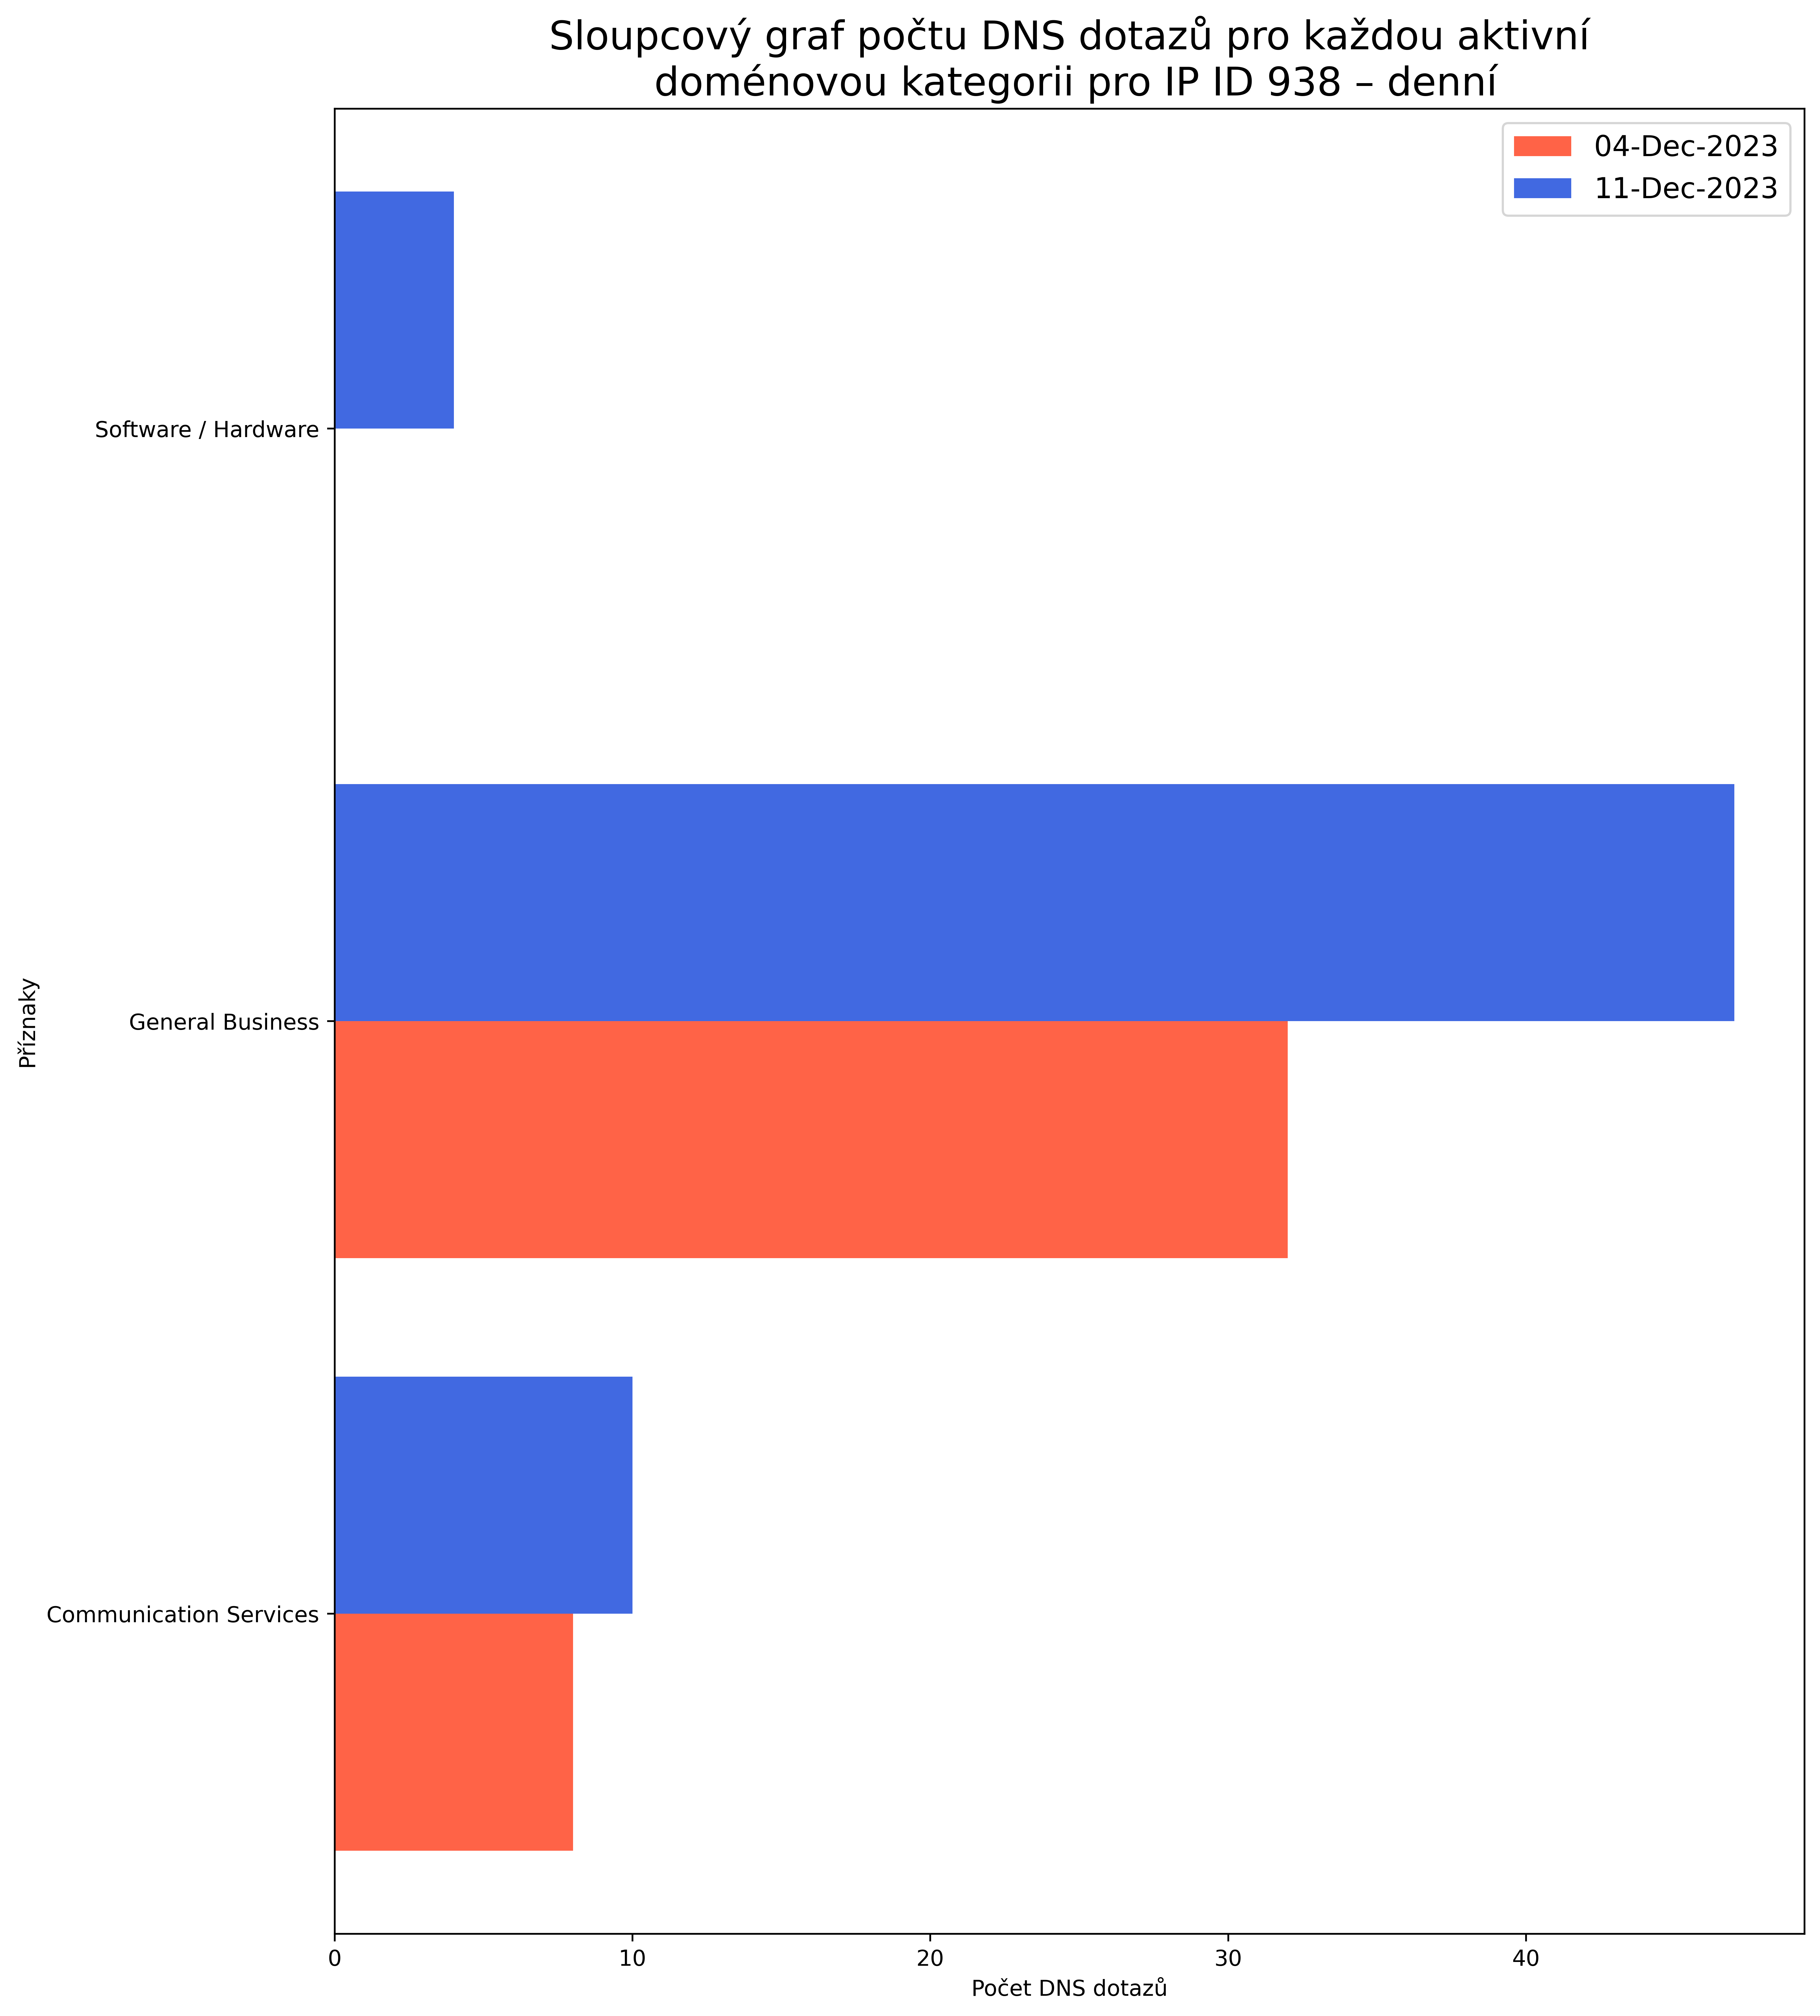 Sloupcový graf počtu DNS dotazů pro každou aktivní
doménovou kategorii pro IP ID 938 – denní
04-Dec-2023
11-Dec-2023
Software / Hardware
General Business
Communication Services
Příznaky
0 10 20 30 40
Počet DNS dotazů